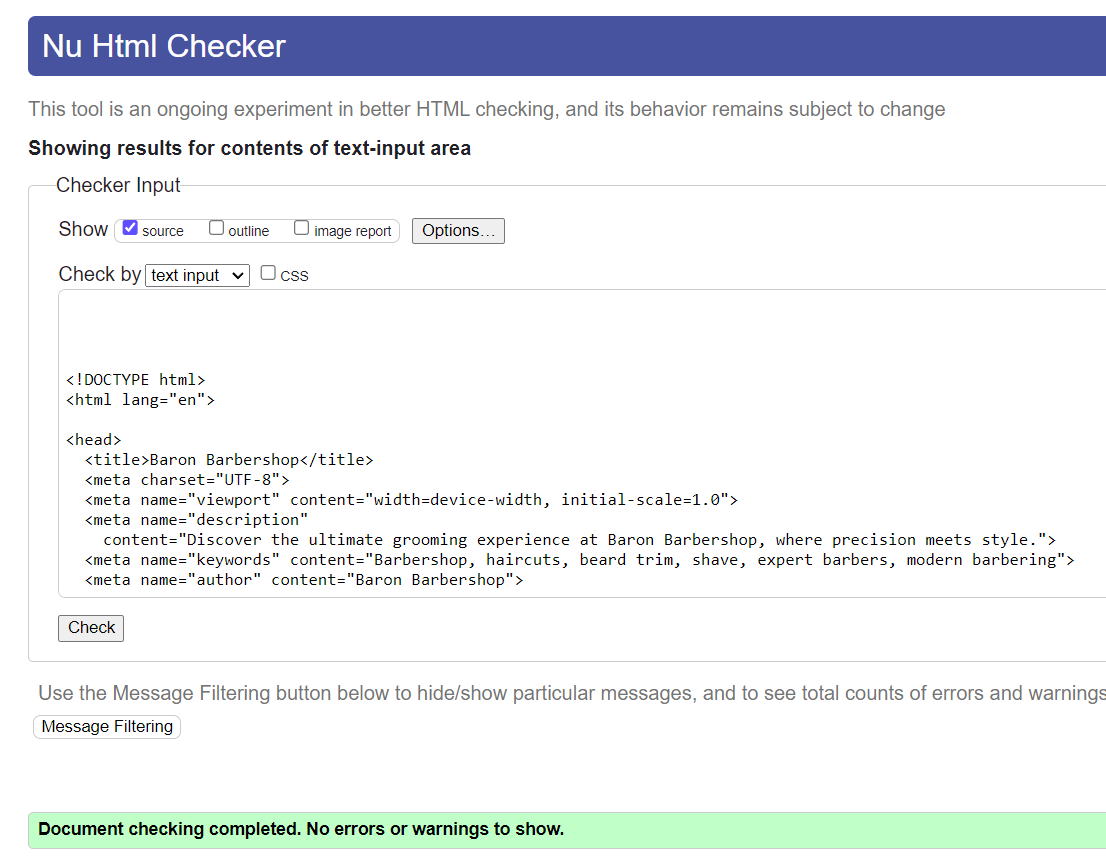 Nu Html Checker
This tool is an ongoing experiment in better HTML checking, and its behavior remains subject to change
Showing results for contents of text-input area
Checker Input
Show source outline image report Options...
Check by text input CSS
<!DOCTYPE html>
<html lang="en">
<head>
<title>Baron Barbershop</title>
<meta charset="UTF-8">
<meta name="viewport" content="width=device-width, initial-scale=1.0">
<meta name="description"
content="Discover the ultimate grooming experience at Baron Barbershop, where precision meets style.">
<meta name="keywords" content="Barbershop, haircuts, beard trim, shave, expert barbers, modern barbering">
<meta name="author" content="Baron Barbershop">
Check
Use the Message Filtering button below to hide/show particular messages, and to see total counts of errors and warnings
Message Filtering
Document checking completed. No errors or warnings to show.